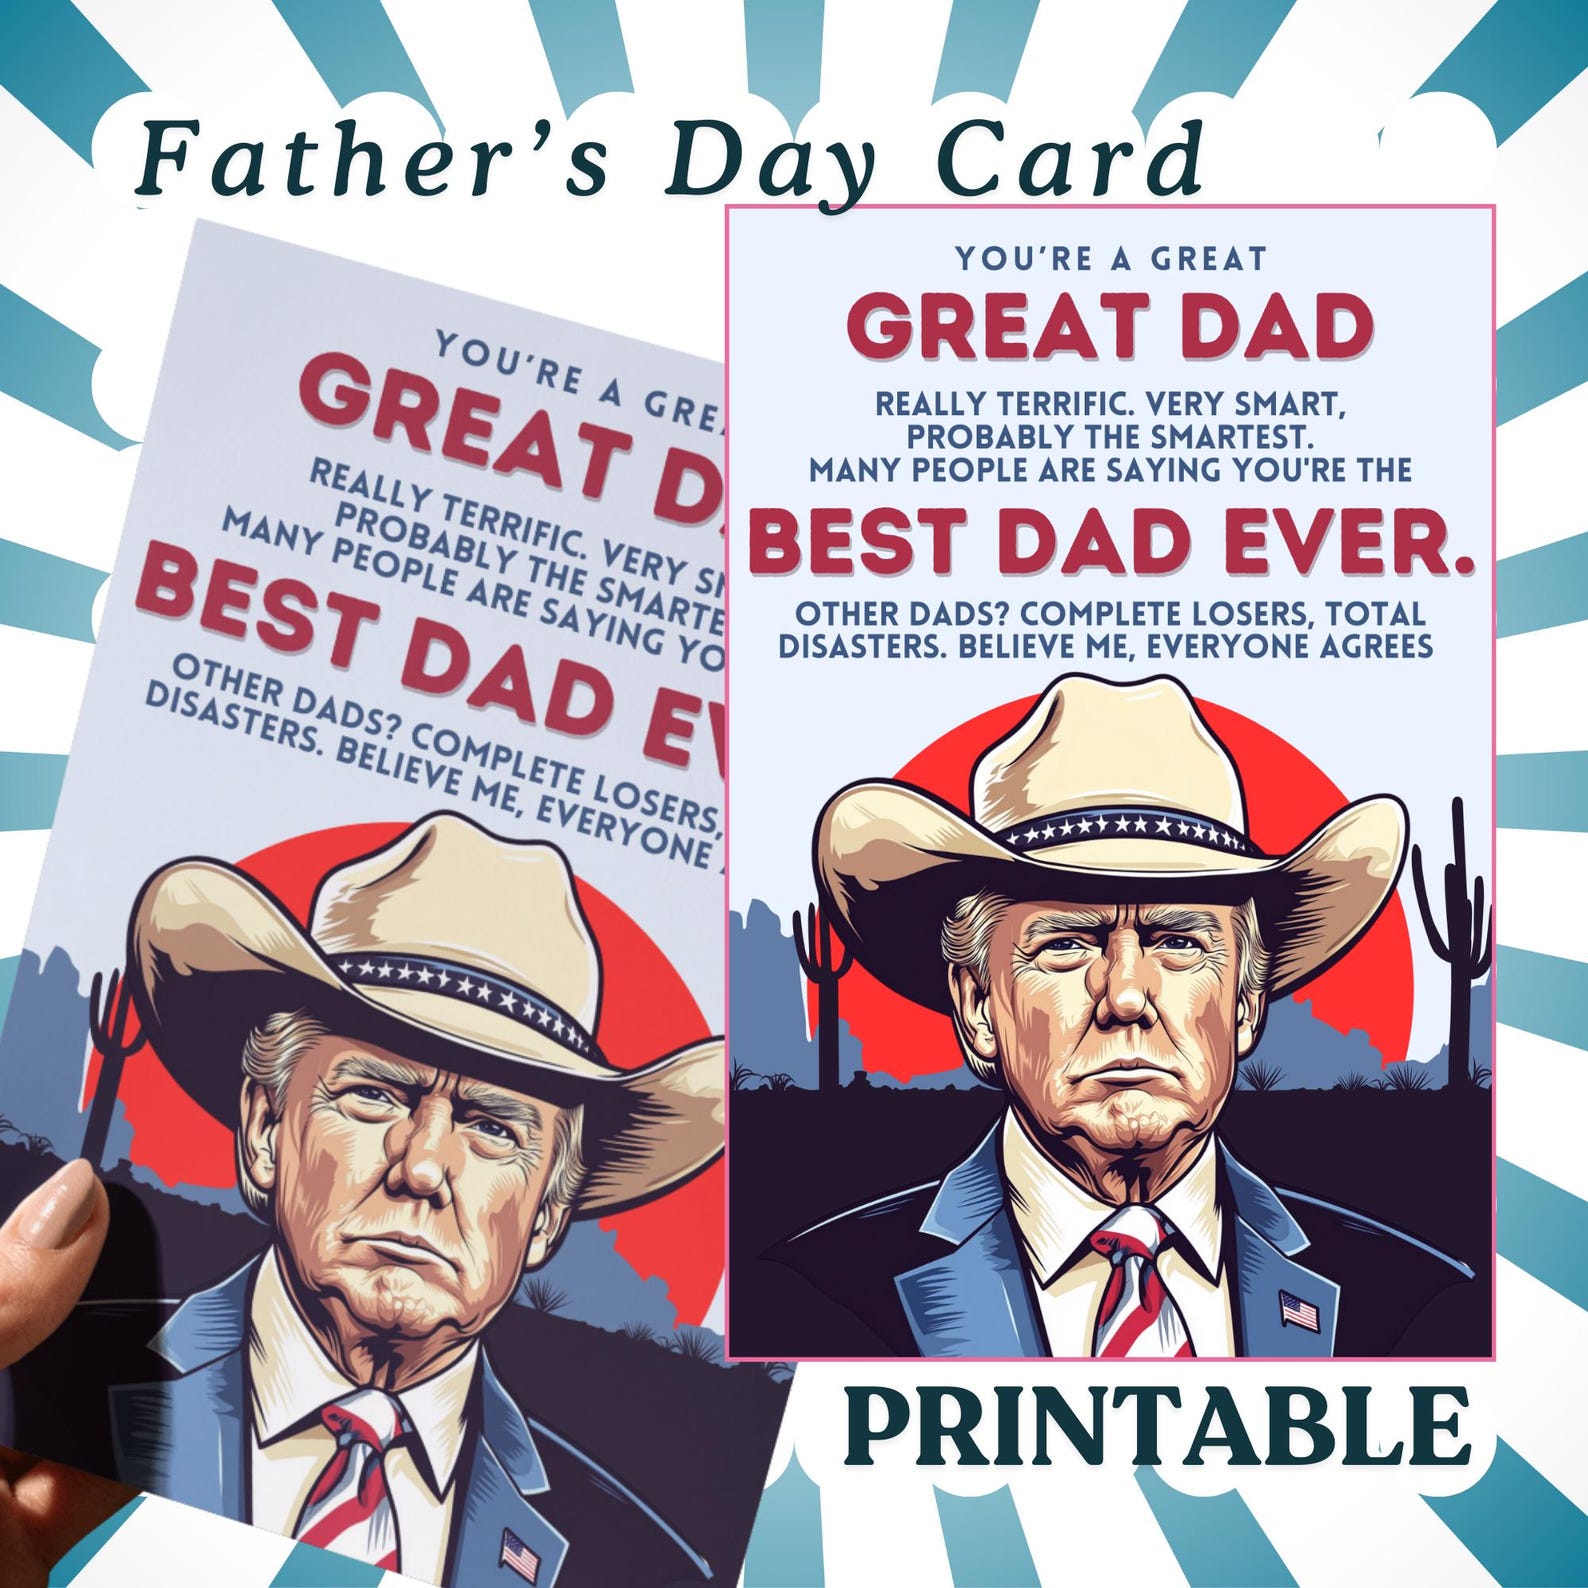 Father's Day Card
YOU'RE A GREAT
GREAT DAD
REALLY TERRIFIC. VERY SMART,
PROBABLY THE SMARTEST.
MANY PEOPLE ARE SAYING YOU'RE THE
BEST DAD EVER.
OTHER DADS? COMPLETE LOSERS, TOTAL
DISASTERS. BELIEVE ME, EVERYONE AGREES
YOU'RE A GREA
GREAT D
REALLY TERRIFIC. VERY SM
PROBABLY THE SMARTE
MANY PEOPLE ARE SAYING YO
BEST DAD EV
OTHER DADS? COMPLETE LOSERS,
DISASTERS. BELIEVE ME, EVERYONE
PRINTABLE